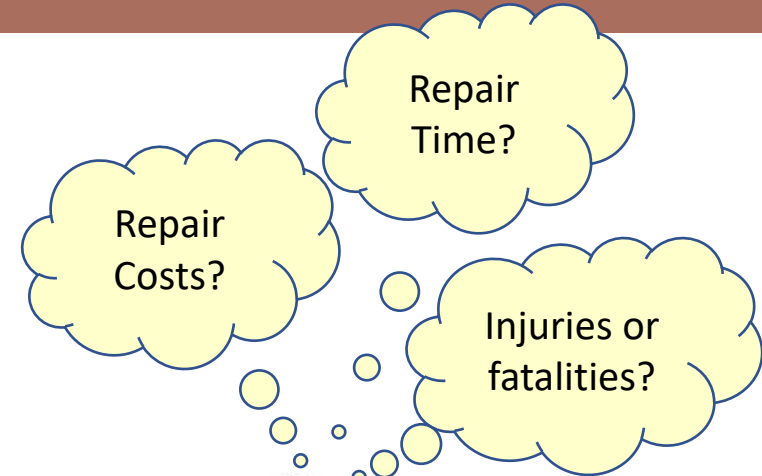 Repair
Time?
Repair
Costs?
Injuries or
fatalities?